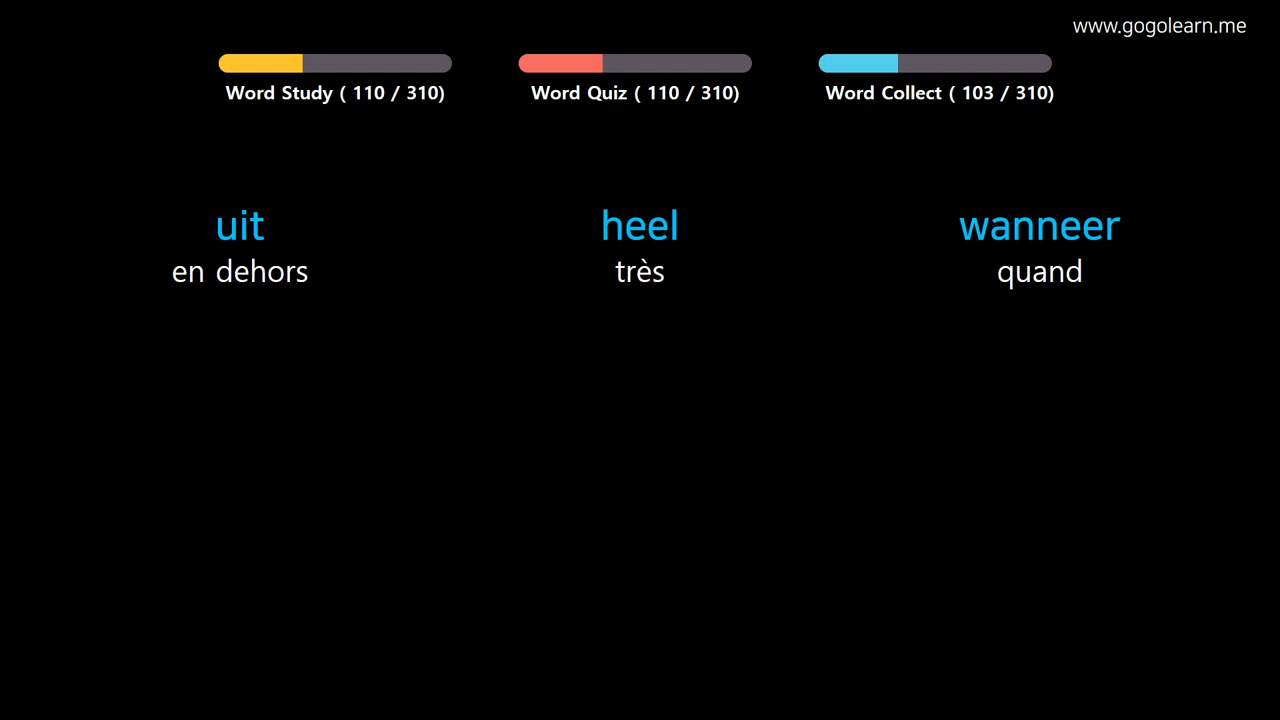 www.gogolearn.me
Word Study ( 110 / 310)
Word Quiz ( 110 / 310)
Word Collect ( 103 / 310)
uit
en dehors
heel
très
wanneer
quand